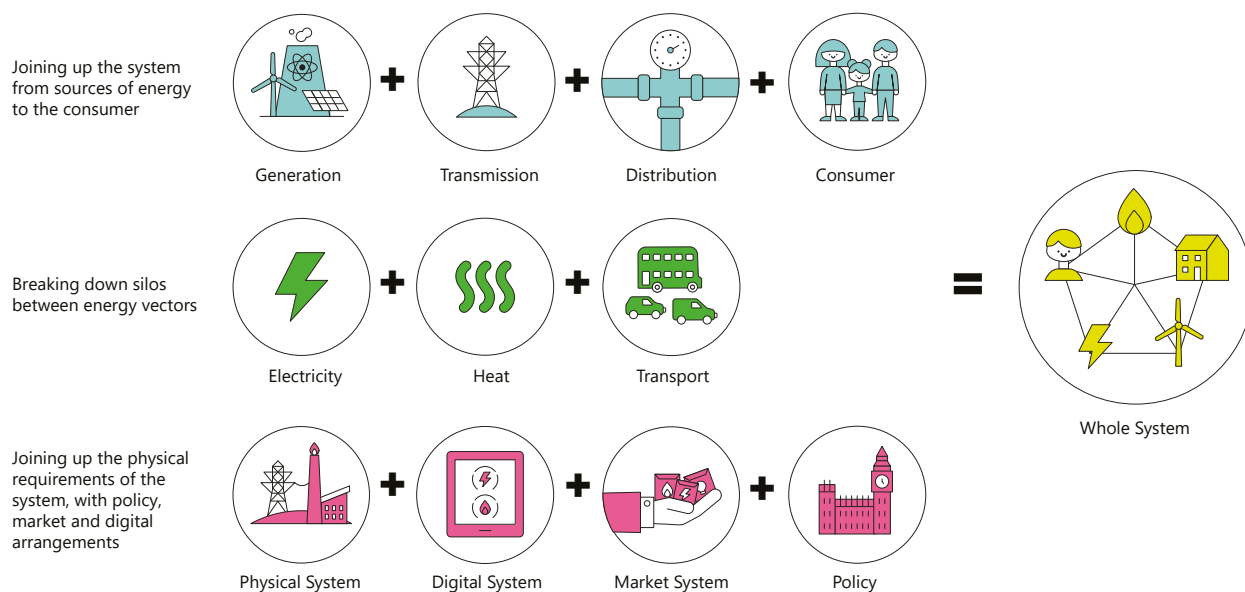 Joining up the system
from sources of energy
to the consumer
+
+
+
Generation
Transmission
Distribution
Consumer
Breaking down silos
between energy vectors
+
+
=
Electricity
Heat
Transport
Whole System
Joining up the physical
requirements of the
system, with policy,
market and digital
arrangements
+
+
+
Physical System
Digital System
Market System
Policy